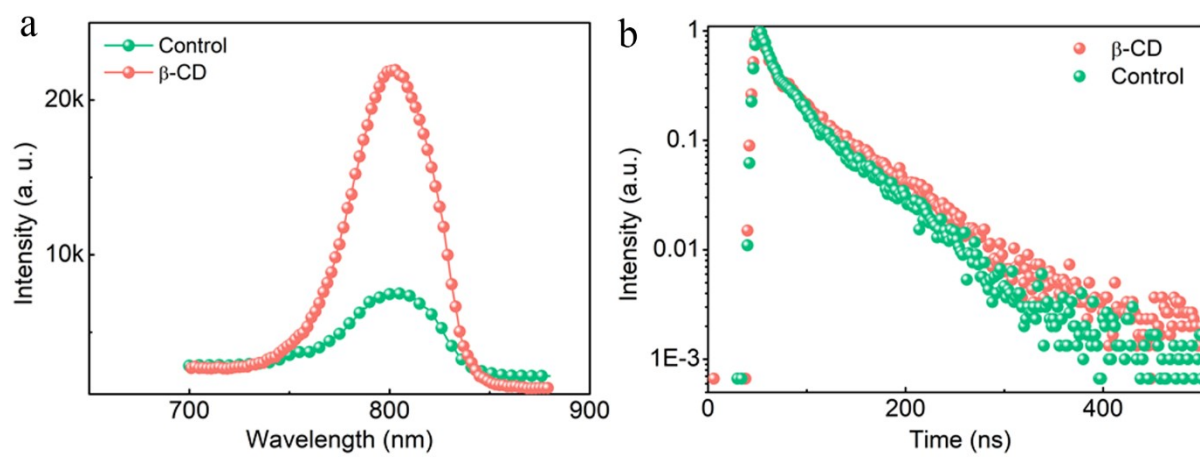 a
Control
β-CD
20k
10k
Intensity (a. u.)
700
800
900
Wavelength (nm)
b
β-CD
Control
1
0.1
0.01
1E-3
Intensity (a.u.)
0
200
400
Time (ns)